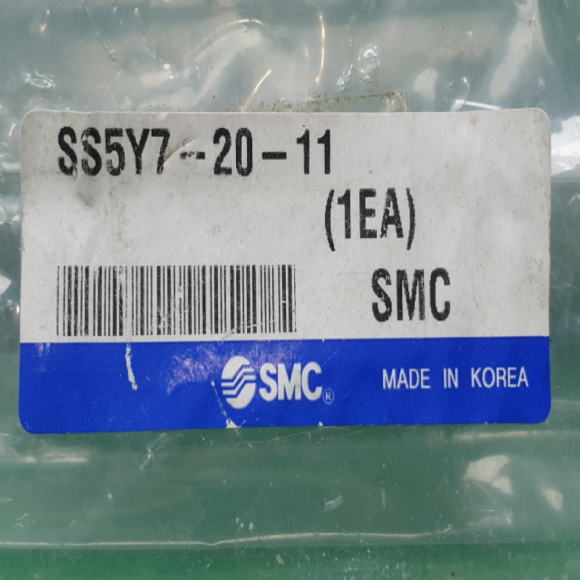 SS5Y7-20-11
(1EA)
SMC
SMC®
MADE IN KOREA